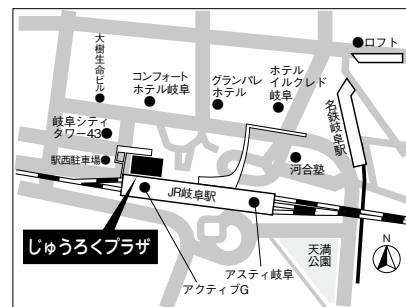 ロフト
大樹生命ビル
コンフォート
ホテル岐阜
グランパレ
ホテル
ホテル
イルクレド
岐阜
名鉄岐阜駅
岐阜シティ
タワー43
駅西駐車場
河合塾
JR岐阜駅
じゅうろくプラザ
アクティブG
アスティ岐阜
天満
公園
N